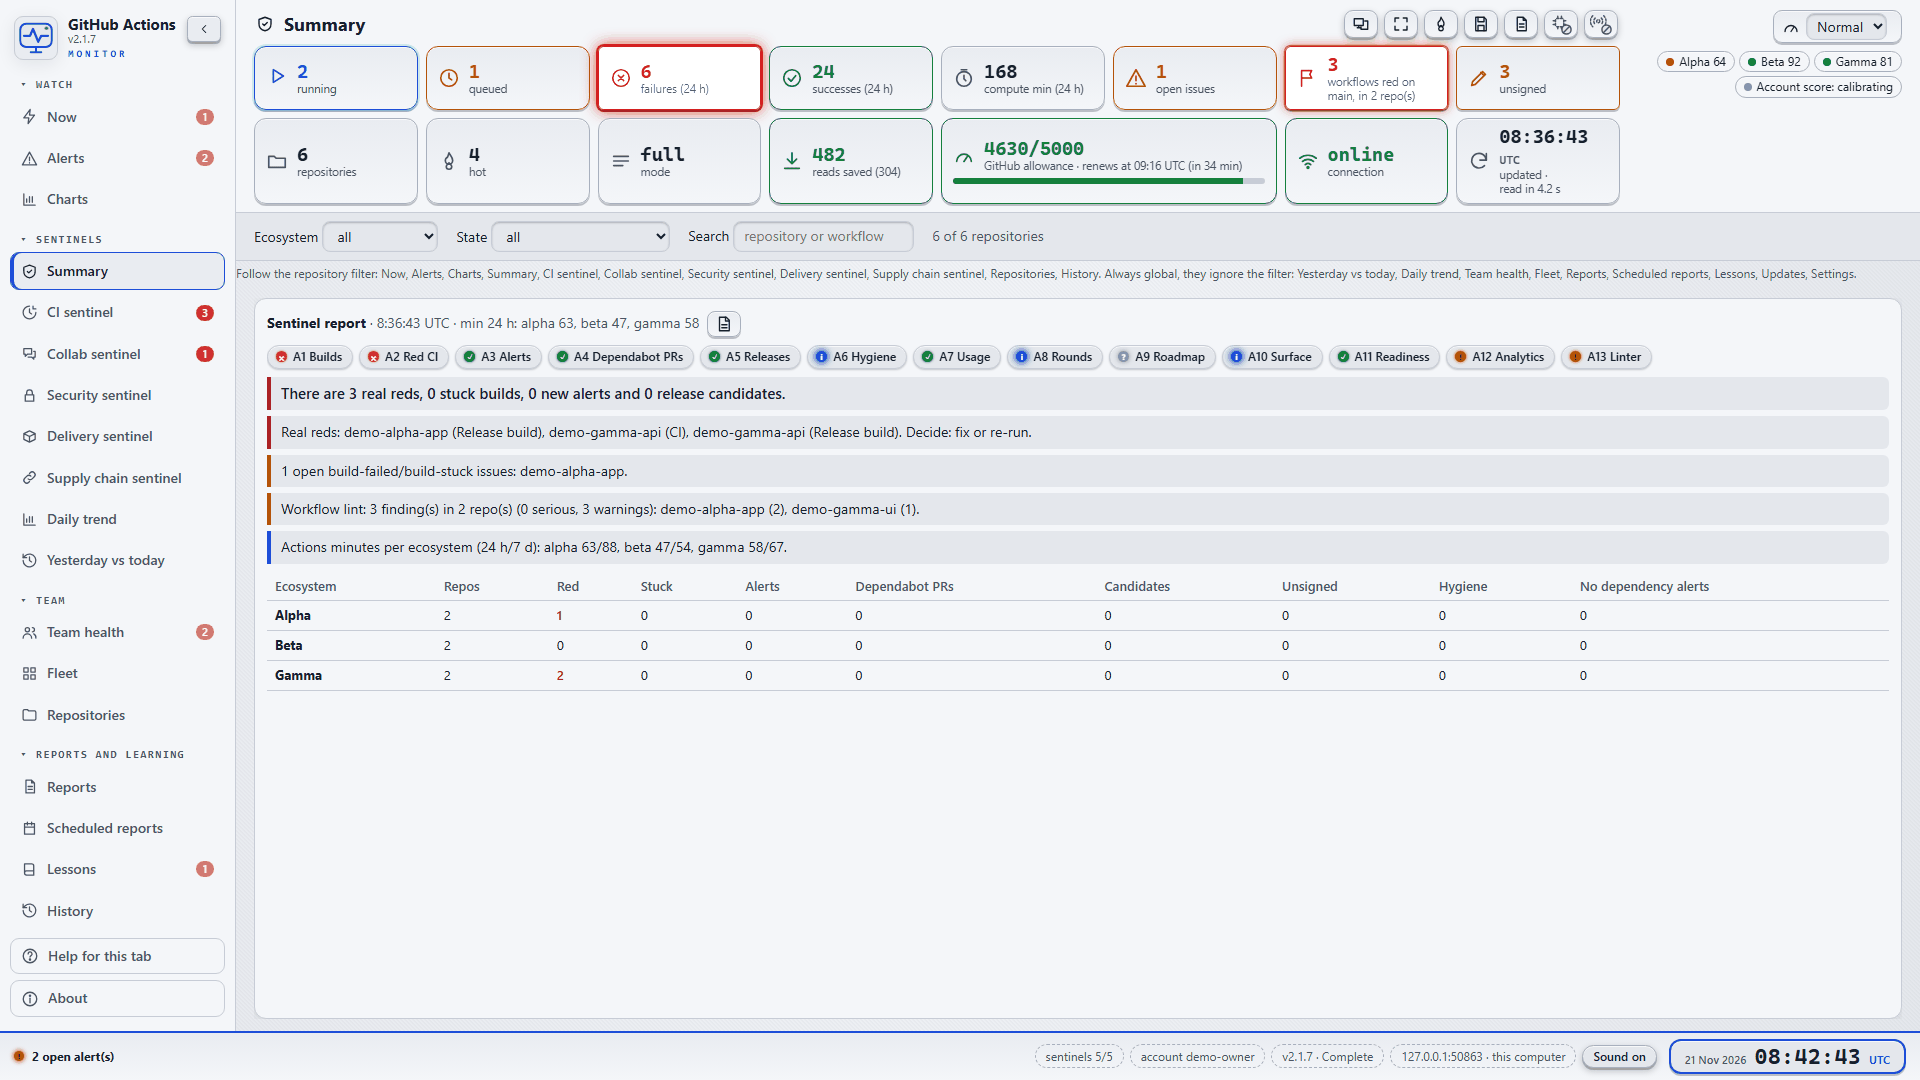 GitHub Actions
v2.1.7
MONITOR
WATCH
Now 1
Alerts 2
Charts
SENTINELS
Summary
CI sentinel 3
Collab sentinel 1
Security sentinel
Delivery sentinel
Supply chain sentinel
Daily trend
Yesterday vs today
TEAM
Team health 2
Fleet
Repositories
REPORTS AND LEARNING
Reports
Scheduled reports
Lessons 1
History
Help for this tab
About
Summary
Normal
2
running
1
queued
6
failures (24 h)
24
successes (24 h)
168
compute min (24 h)
1
open issues
3
workflows red on
main, in 2 repo(s)
3
unsigned
Alpha 64
Beta 92
Gamma 81
Account score: calibrating
6
repositories
4
hot
full
mode
482
reads saved (304)
4630/5000
GitHub allowance · renews at 09:16 UTC (in 34 min)
online
connection
08:36:43
UTC
updated ·
read in 4.2 s
Ecosystem all State all Search repository or workflow 6 of 6 repositories
Follow the repository filter: Now, Alerts, Charts, Summary, CI sentinel, Collab sentinel, Security sentinel, Delivery sentinel, Supply chain sentinel, Repositories, History. Always global, they ignore the filter: Yesterday vs today, Daily trend, Team health, Fleet, Reports, Scheduled reports, Lessons, Updates, Settings.
Sentinel report · 8:36:43 UTC · min 24 h: alpha 63, beta 47, gamma 58
A1 Builds A2 Red CI A3 Alerts A4 Dependabot PRs A5 Releases A6 Hygiene A7 Usage A8 Rounds A9 Roadmap A10 Surface A11 Readiness A12 Analytics A13 Linter
There are 3 real reds, 0 stuck builds, 0 new alerts and 0 release candidates.
Real reds: demo-alpha-app (Release build), demo-gamma-api (CI), demo-gamma-api (Release build). Decide: fix or re-run.
1 open build-failed/build-stuck issues: demo-alpha-app.
Workflow lint: 3 finding(s) in 2 repo(s) (0 serious, 3 warnings): demo-alpha-app (2), demo-gamma-ui (1).
Actions minutes per ecosystem (24 h/7 d): alpha 63/88, beta 47/54, gamma 58/67.
Ecosystem Repos Red Stuck Alerts Dependabot PRs Candidates Unsigned Hygiene No dependency alerts
Alpha 2 1 0 0 0 0 0 0 0
Beta 2 0 0 0 0 0 0 0 0
Gamma 2 2 0 0 0 0 0 0 0
2 open alert(s)
sentinels 5/5
account demo-owner
v2.1.7 · Complete
127.0.0.1:50863 · this computer
Sound on
21 Nov 2026 08:42:43 UTC